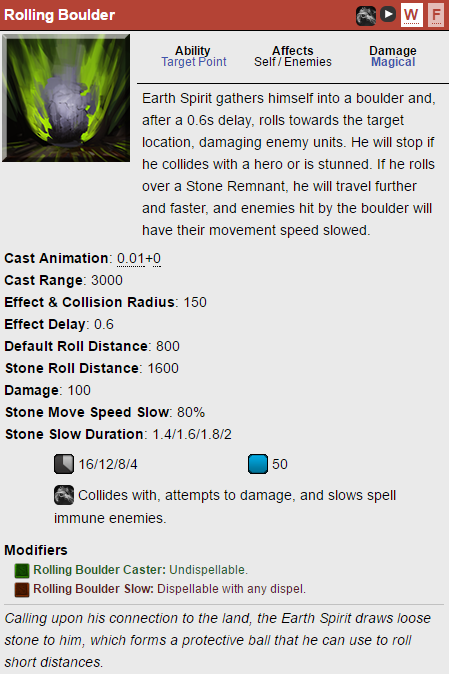 Rolling Boulder
W F
Ability Affects Damage
Target Point Self / Enemies Magical
Earth Spirit gathers himself into a boulder and,
after a 0.6s delay, rolls towards the target
location, damaging enemy units. He will stop if
he collides with a hero or is stunned. If he rolls
over a Stone Remnant, he will travel further
and faster, and enemies hit by the boulder will
have their movement speed slowed.
Cast Animation: 0.01+0
Cast Range: 3000
Effect & Collision Radius: 150
Effect Delay: 0.6
Default Roll Distance: 800
Stone Roll Distance: 1600
Damage: 100
Stone Move Speed Slow: 80%
Stone Slow Duration: 1.4/1.6/1.8/2
16/12/8/4 50
Collides with, attempts to damage, and slows spell
immune enemies.
Modifiers
Rolling Boulder Caster: Undispellable.
Rolling Boulder Slow: Dispellable with any dispel.
Calling upon his connection to the land, the Earth Spirit draws loose
stone to him, which forms a protective ball that he can use to roll
short distances.